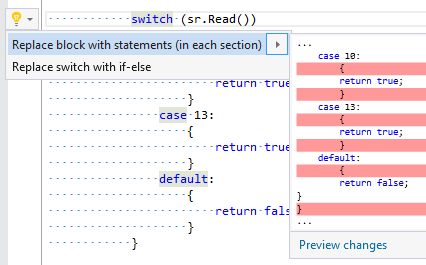 switch (sr.Read())
Replace block with statements (in each section)
Replace switch with if-else
return true;
}
case 13:
{
return true
}
default:
{
return fals
}
}
...
case 10:
{
return true;
}
case 13:
{
return true;
}
default:
{
return false;
}
}
...
Preview changes